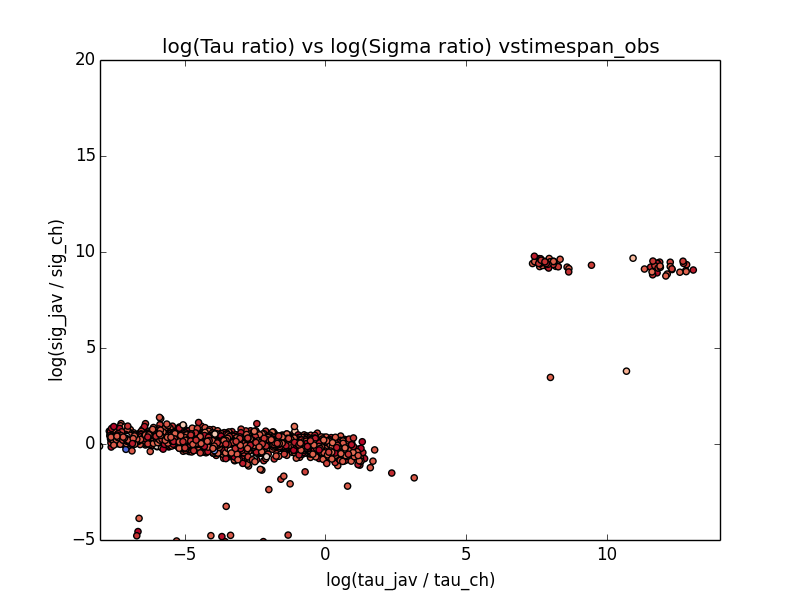 log(Tau ratio) vs log(Sigma ratio) vstimespan_obs
20
15
10
5
0
−5
−5 0 5 10
log(sig_jav / sig_ch)
log(tau_jav / tau_ch)